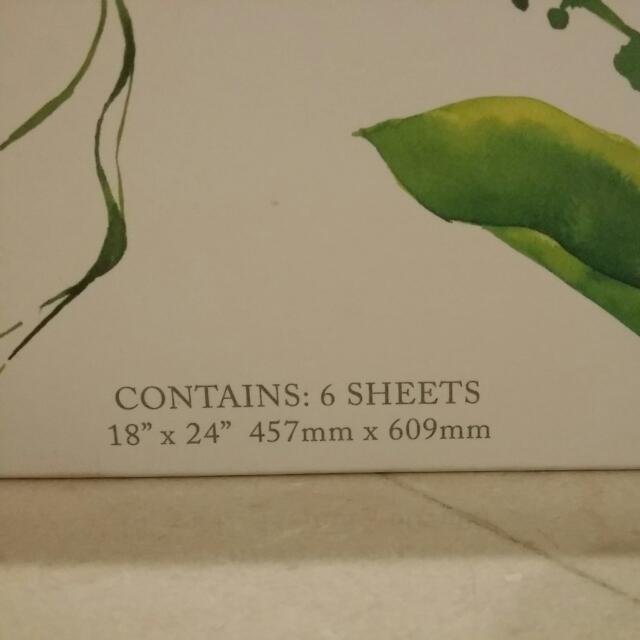 CONTAINS: 6 SHEETS
18” x 24” 457mm x 609mm